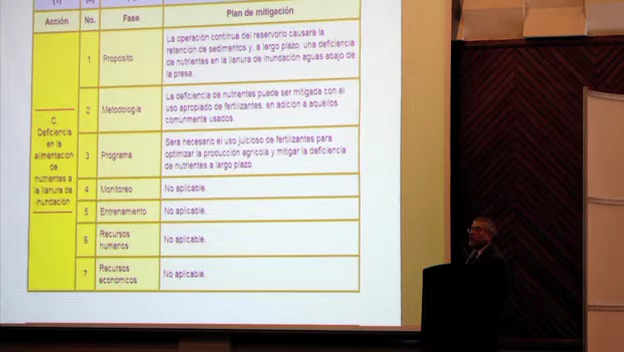 Acción No. Fase Plan de mitigación
C.
Deficiencia
en la
alimentacion
de
nutrientes a
la llanura de
inundación
1 Propósito
La operación continua del reservorio causara la
retención de sedimentos y, a largo plazo, una deficiencia
de nutrientes en la llanura de inundación aguas abajo de
la presa.
2 Metodología
La deficiencia de nutrientes puede ser mitigada con el
uso apropiado de fertilizantes, en adición a aquellos
comúnmente usados.
3 Programa
Sera necesario el uso juicioso de fertilizantes para
optimizar la producción agrícola y mitigar la deficiencia
de nutrientes a largo plazo.
4 Monitoreo No aplicable.
5 Entrenamiento No aplicable.
6 Recursos
humanos
No aplicable.
7 Recursos
económicos
No aplicable.